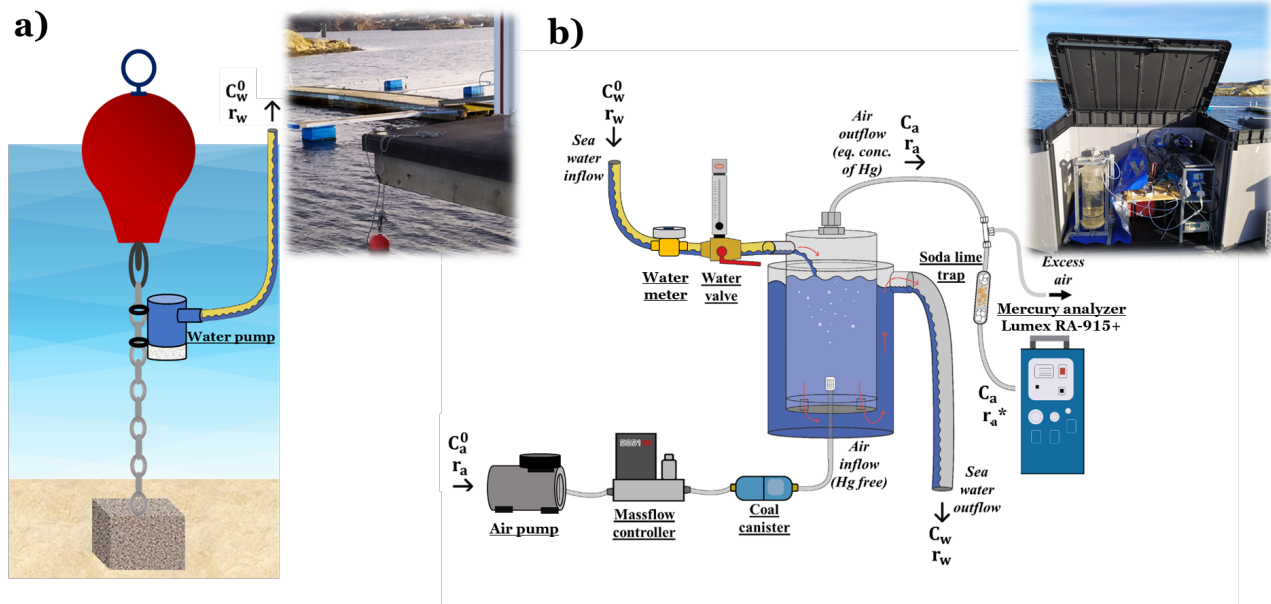 a)
C⁰w
rw
Water pump
b)
C⁰w
rw
Sea
water
inflow
Air
outflow
(eq. conc.
of Hg)
Ca
ra
Water
meter
Water
valve
Soda lime
trap
Excess
air
Mercury analyzer
Lumex RA-915+
Ca
ra*
C⁰a
ra
5851
Air pump
Massflow
controller
Coal
canister
Air
inflow
(Hg free)
Sea
water
outflow
Cw
rw